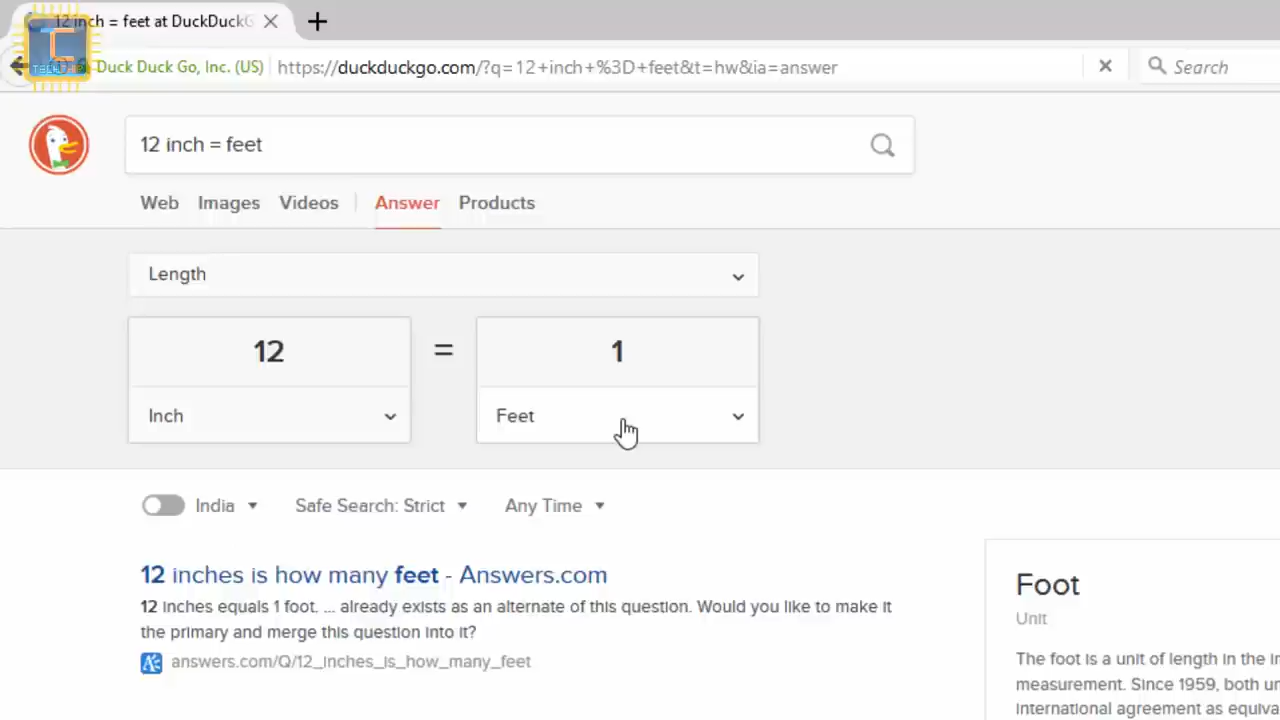 12 inch = feet at DuckDuckG
Duck Duck Go, Inc. (US) https://duckduckgo.com/?q=12+inch+%3D+feet&t=hw&ia=answer Search
12 inch = feet
Web Images Videos Answer Products
Length
12 = 1
Inch Feet
India Safe Search: Strict Any Time
12 inches is how many feet - Answers.com
12 inches equals 1 foot. ... already exists as an alternate of this question. Would you like to make it
the primary and merge this question into it?
answers.com/Q/12_inches_is_how_many_feet
Foot
Unit
The foot is a unit of length in the i
measurement. Since 1959, both u
international agreement as equiva